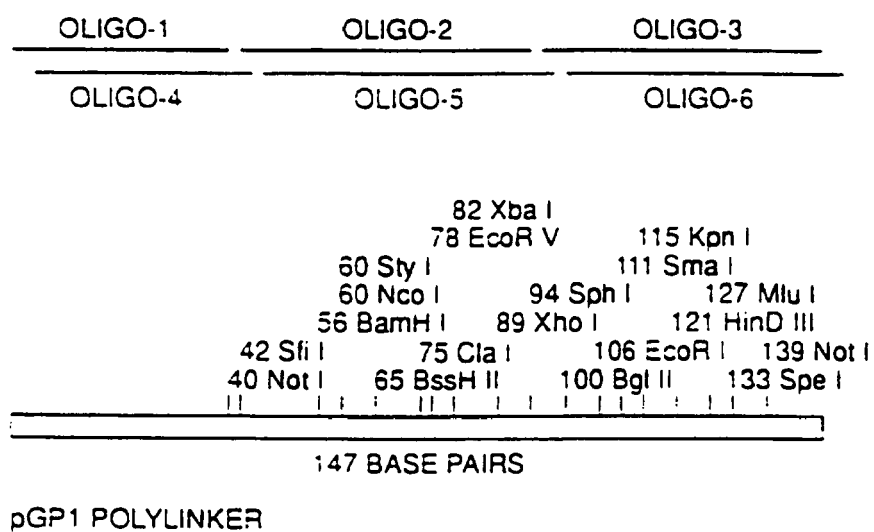 OLIGO-1 OLIGO-2 OLIGO-3
OLIGO-4 OLIGO-5 OLIGO-6
82 Xba I
78 EcoR V 115 Kpn I
60 Sty I 111 Sma I
60 Nco I 94 Sph I 127 Mlu I
56 BamH I 89 Xho I 121 HinD III
42 Sfi I 75 Cla I 106 EcoR I 139 Not I
40 Not I 65 BssH II 100 Bgl II 133 Spe I
147 BASE PAIRS
pGP1 POLYLINKER